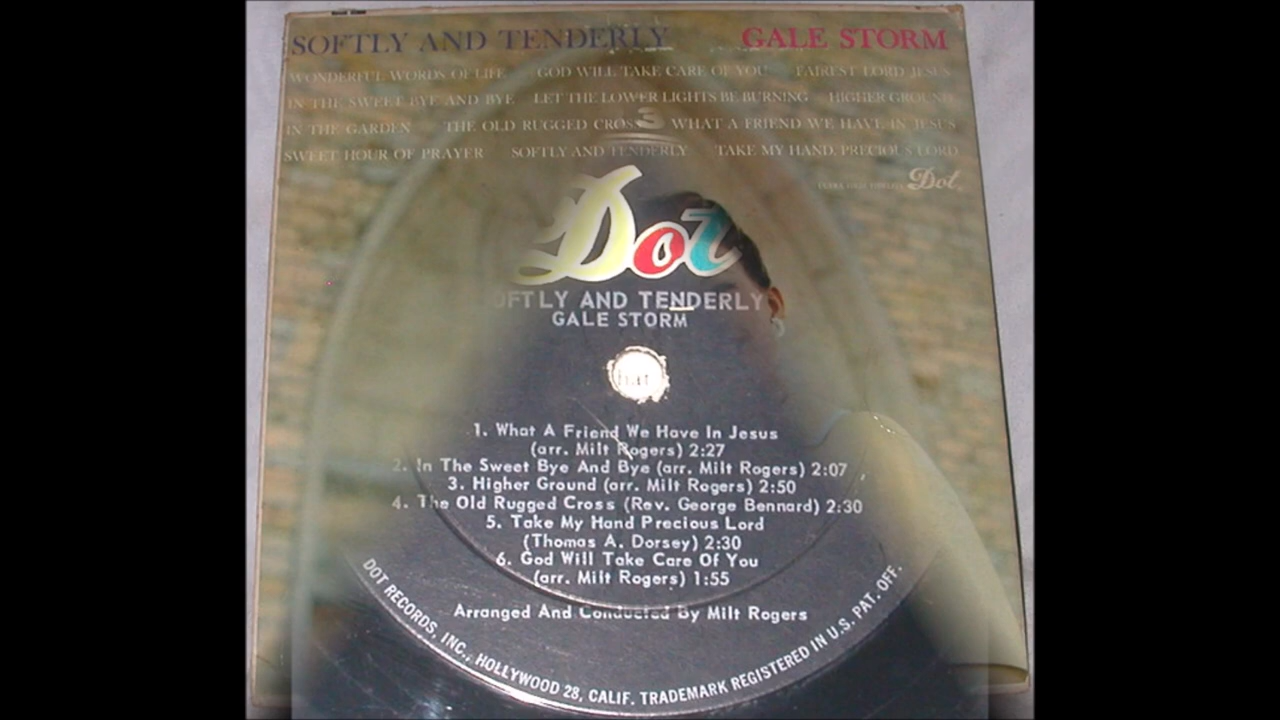 SOFTLY AND TENDERLY GALE STORM
WONDERFUL WORDS OF LIFE GOD WILL TAKE CARE OF YOU FAIREST LORD JESUS
IN THE SWEET BYE AND BYE LET THE LOWER LIGHTS BE BURNING HIGHER GROUND
IN THE GARDEN THE OLD RUGGED CROSS WHAT A FRIEND WE HAVE IN JESUS
SWEET HOUR OF PRAYER SOFTLY AND TENDERLY TAKE MY HAND, PRECIOUS LORD
ULTRA HIGH FIDELITY Dot
Dot
SOFTLY AND TENDERLY
GALE STORM
1. What A Friend We Have In Jesus
(arr. Milt Rogers) 2:27
2. In The Sweet Bye And Bye (arr. Milt Rogers) 2:07
3. Higher Ground (arr. Milt Rogers) 2:50
4. The Old Rugged Cross (Rev. George Bennard) 2:30
5. Take My Hand Precious Lord
(Thomas A. Dorsey) 2:30
6. God Will Take Care Of You
(arr. Milt Rogers) 1:55
Arranged And Conducted By Milt Rogers
DOT RECORDS, INC., HOLLYWOOD 28, CALIF. TRADEMARK REGISTERED IN U.S. PAT. OFF.